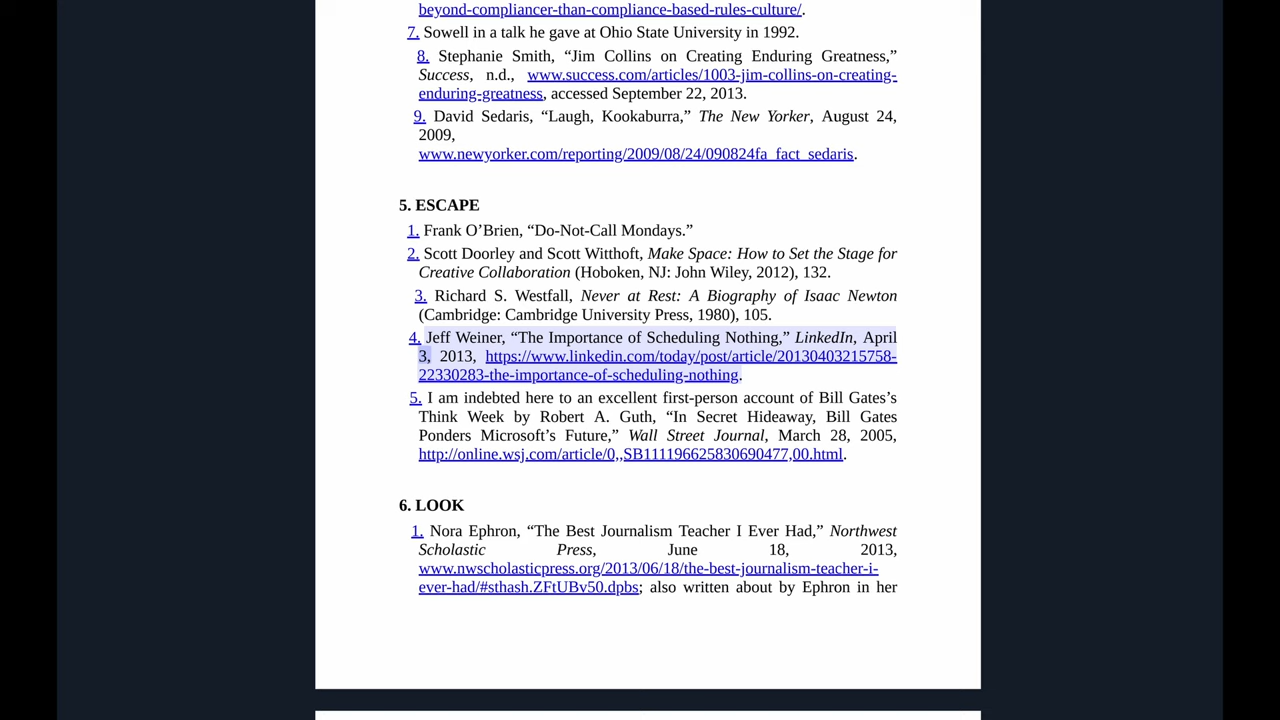 beyond-compliancer-than-compliance-based-rules-culture/.
7. Sowell in a talk he gave at Ohio State University in 1992.
8. Stephanie Smith, “Jim Collins on Creating Enduring Greatness,”
Success, n.d., www.success.com/articles/1003-jim-collins-on-creating-
enduring-greatness, accessed September 22, 2013.
9. David Sedaris, “Laugh, Kookaburra,” The New Yorker, August 24,
2009,
www.newyorker.com/reporting/2009/08/24/090824fa_fact_sedaris.
5. ESCAPE
1. Frank O’Brien, “Do-Not-Call Mondays.”
2. Scott Doorley and Scott Witthoft, Make Space: How to Set the Stage for
Creative Collaboration (Hoboken, NJ: John Wiley, 2012), 132.
3. Richard S. Westfall, Never at Rest: A Biography of Isaac Newton
(Cambridge: Cambridge University Press, 1980), 105.
4. Jeff Weiner, “The Importance of Scheduling Nothing,” LinkedIn, April
3, 2013, https://www.linkedin.com/today/post/article/20130403215758-
22330283-the-importance-of-scheduling-nothing.
5. I am indebted here to an excellent first-person account of Bill Gates’s
Think Week by Robert A. Guth, “In Secret Hideaway, Bill Gates
Ponders Microsoft’s Future,” Wall Street Journal, March 28, 2005,
http://online.wsj.com/article/0,,SB111196625830690477,00.html.
6. LOOK
1. Nora Ephron, “The Best Journalism Teacher I Ever Had,” Northwest
Scholastic Press, June 18, 2013,
www.nwscholasticpress.org/2013/06/18/the-best-journalism-teacher-i-
ever-had/#sthash.ZFtUBv50.dpbs; also written about by Ephron in her